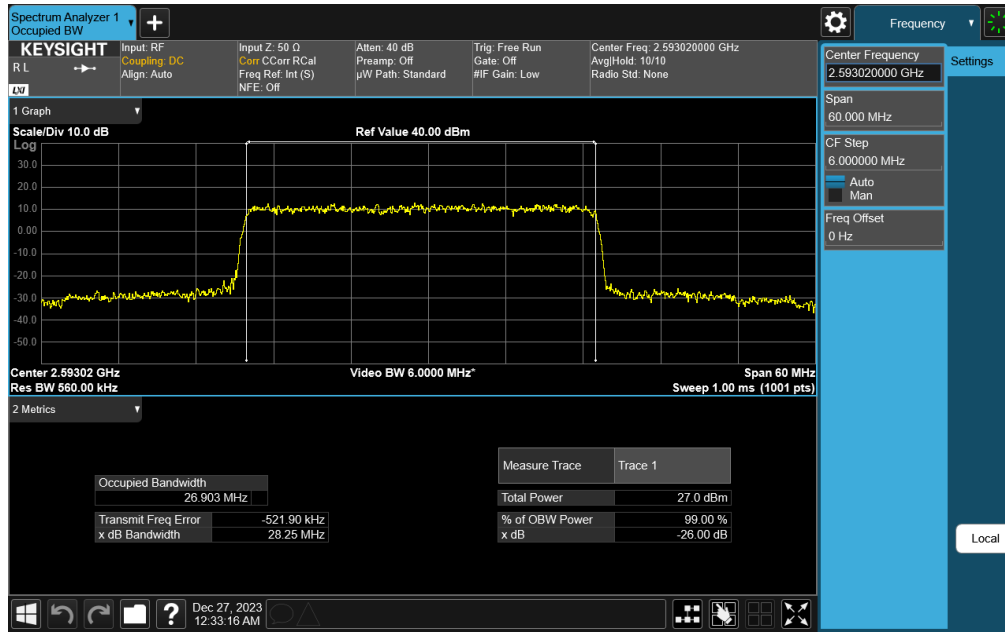 Spectrum Analyzer 1
Occupied BW
+
Frequency
KEYSIGHT
R L
LXI
Input: RF
Coupling: DC
Align: Auto
Input Z: 50 Ω
Corr CCorr RCal
Freq Ref: Int (S)
NFE: Off
Atten: 40 dB
Preamp: Off
µW Path: Standard
Trig: Free Run
Gate: Off
#IF Gain: Low
Center Freq: 2.593020000 GHz
Avg|Hold: 10/10
Radio Std: None
Center Frequency
2.593020000 GHz
Settings
Span
60.000 MHz
CF Step
6.000000 MHz
Auto
Man
Freq Offset
0 Hz
Local
1 Graph
Scale/Div 10.0 dB
Ref Value 40.00 dBm
Log
30.0
20.0
10.0
0.00
-10.0
-20.0
-30.0
-40.0
-50.0
Center 2.59302 GHz
Video BW 6.0000 MHz*
Span 60 MHz
Res BW 560.00 kHz
Sweep 1.00 ms (1001 pts)
2 Metrics
Occupied Bandwidth
26.903 MHz
Transmit Freq Error -521.90 kHz
x dB Bandwidth 28.25 MHz
Measure Trace Trace 1
Total Power 27.0 dBm
% of OBW Power 99.00 %
x dB -26.00 dB
?
Dec 27, 2023
12:33:16 AM